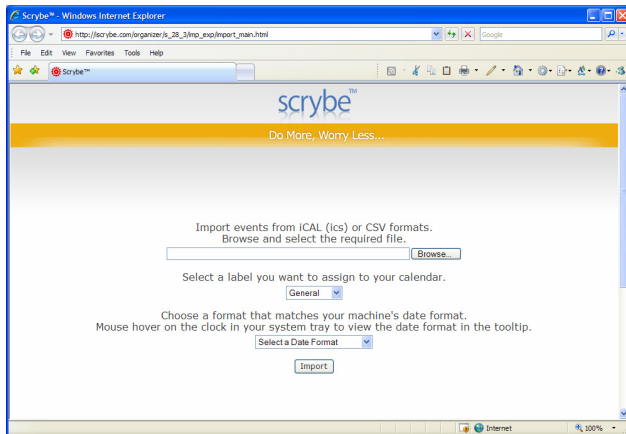 Scrybe™ - Windows Internet Explorer
http://iscrybe.com/organizer/s_28_3/imp_exp/import_main.html
Google
File Edit View Favorites Tools Help
Scrybe™
scrybe™
Do More, Worry Less...
Import events from iCAL (ics) or CSV formats.
Browse and select the required file.
Browse...
Select a label you want to assign to your calendar.
General
Choose a format that matches your machine's date format.
Mouse hover on the clock in your system tray to view the date format in the tooltip.
Select a Date Format
Import
Internet 100%